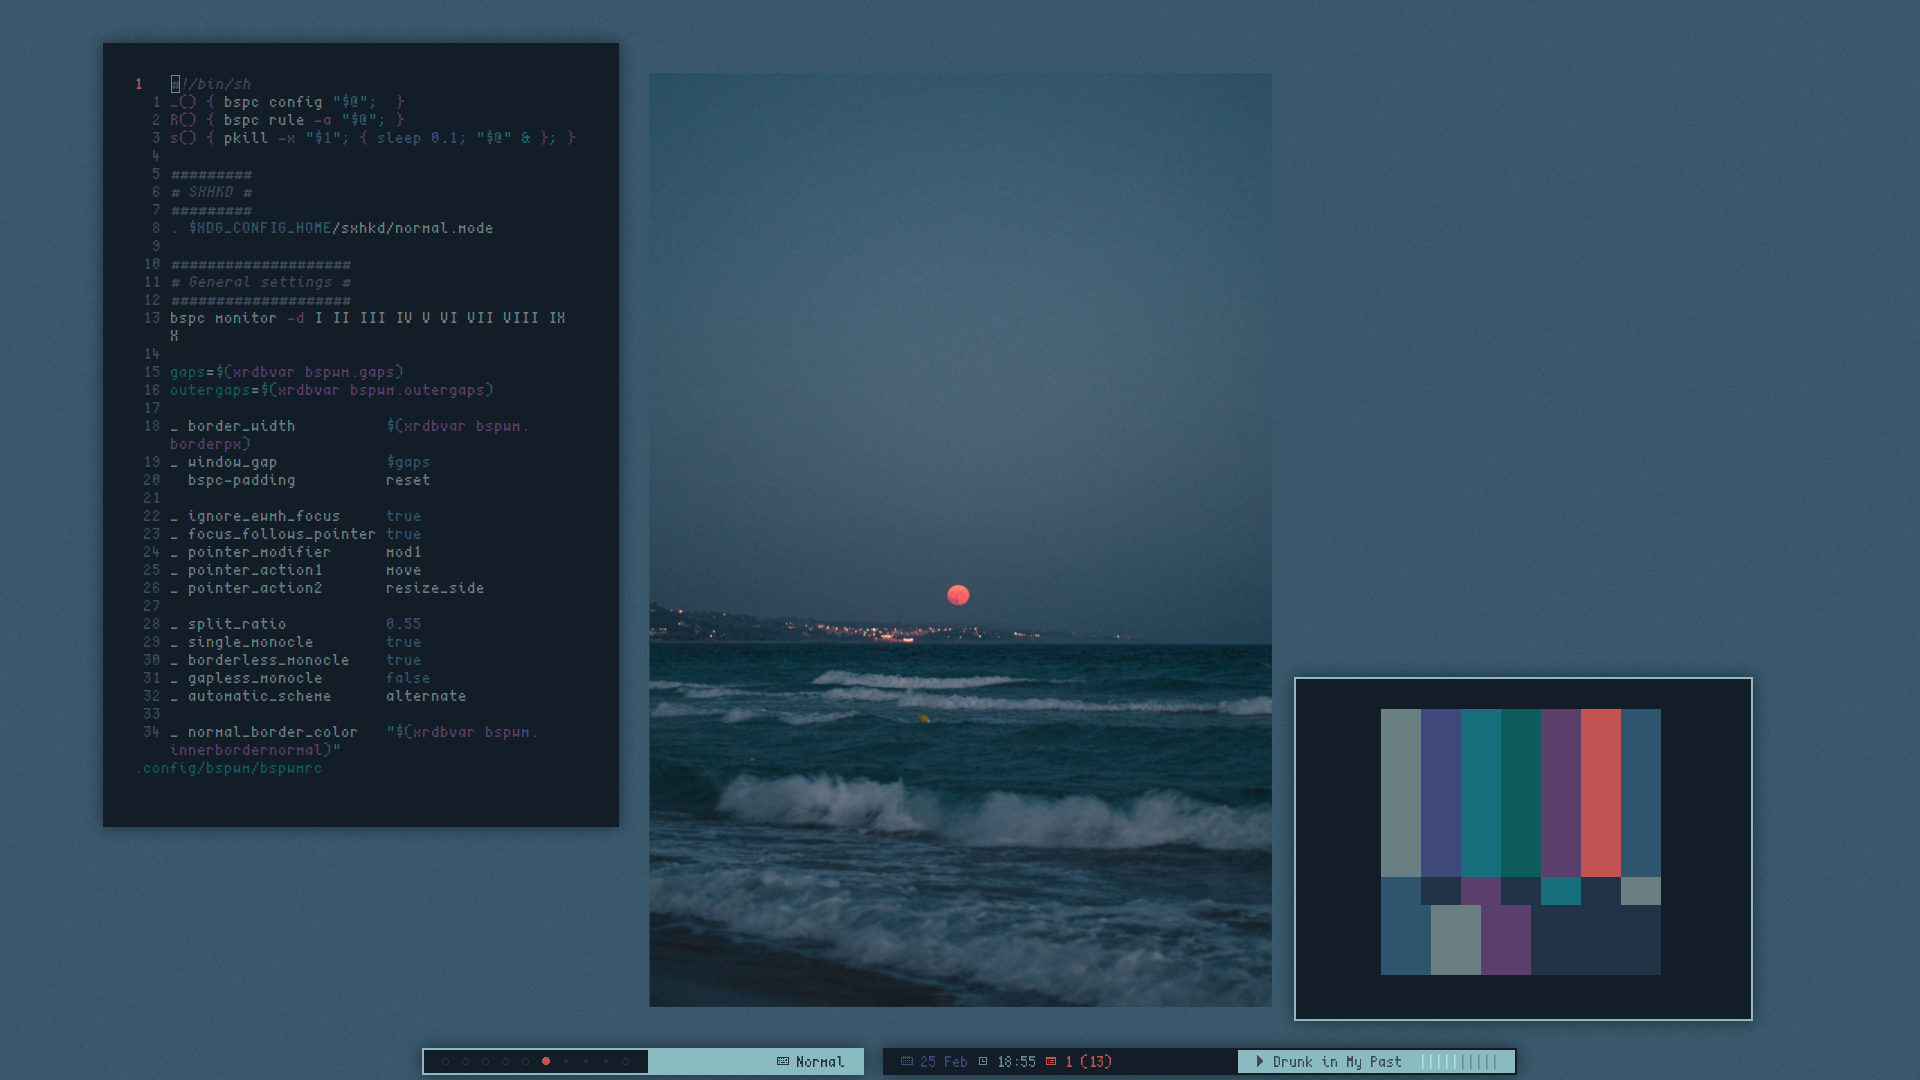 1 #!/bin/sh
1 _() { bspc config "$@";  }
2 R() { bspc rule -a "$@"; }
3 s() { pkill -x "$1"; { sleep 0.1; "$@" & }; }
4
5 #########
6 # SXHKD #
7 #########
8 . $XDG_CONFIG_HOME/sxhkd/normal.mode
9
10 ####################
11 # General settings #
12 ####################
13 bspc monitor -d I II III IV V VI VII VIII IX
X
14
15 gaps=$(xrdbvar bspwm.gaps)
16 outergaps=$(xrdbvar bspwm.outergaps)
17
18 _ border_width          $(xrdbvar bspwm.
borderpx)
19 _ window_gap            $gaps
20   bspc-padding          reset
21
22 _ ignore_ewmh_focus     true
23 _ focus_follows_pointer true
24 _ pointer_modifier      mod1
25 _ pointer_action1       move
26 _ pointer_action2       resize_side
27
28 _ split_ratio           0.55
29 _ single_monocle        true
30 _ borderless_monocle    true
31 _ gapless_monocle       false
32 _ automatic_scheme      alternate
33
34 _ normal_border_color   "$(xrdbvar bspwm.
innerbordernormal)"
.config/bspwm/bspwmrc
Normal
25 Feb 18:55 1 (13)
Drunk in My Past